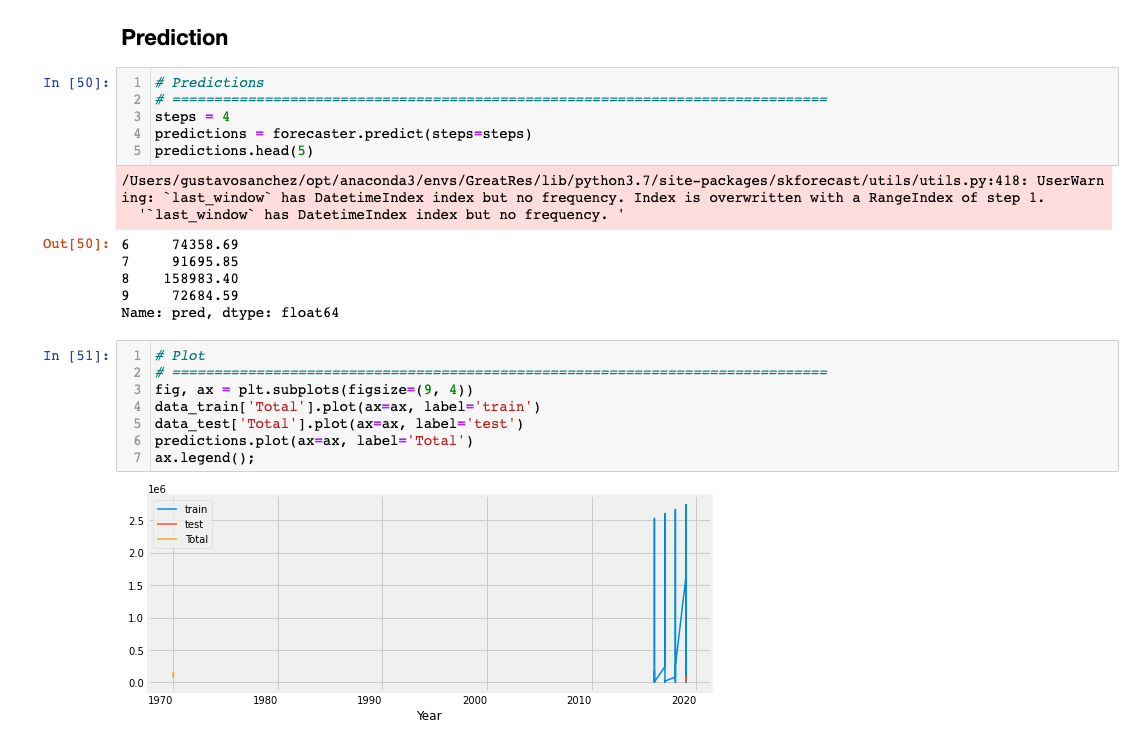 Prediction
In [50]:
1 # Predictions
2 # ==============================================================================
3 steps = 4
4 predictions = forecaster.predict(steps=steps)
5 predictions.head(5)
/Users/gustavosanchez/opt/anaconda3/envs/GreatRes/lib/python3.7/site-packages/skforecast/utils/utils.py:418: UserWarn
ing: `last_window` has DatetimeIndex index but no frequency. Index is overwritten with a RangeIndex of step 1.
'`last_window` has DatetimeIndex index but no frequency. '
Out[50]:
6 74358.69
7 91695.85
8 158983.40
9 72684.59
Name: pred, dtype: float64
In [51]:
1 # Plot
2 # ==============================================================================
3 fig, ax = plt.subplots(figsize=(9, 4))
4 data_train['Total'].plot(ax=ax, label='train')
5 data_test['Total'].plot(ax=ax, label='test')
6 predictions.plot(ax=ax, label='Total')
7 ax.legend();
1e6
train
test
Total
2.5
2.0
1.5
1.0
0.5
0.0
1970 1980 1990 2000 2010 2020
Year